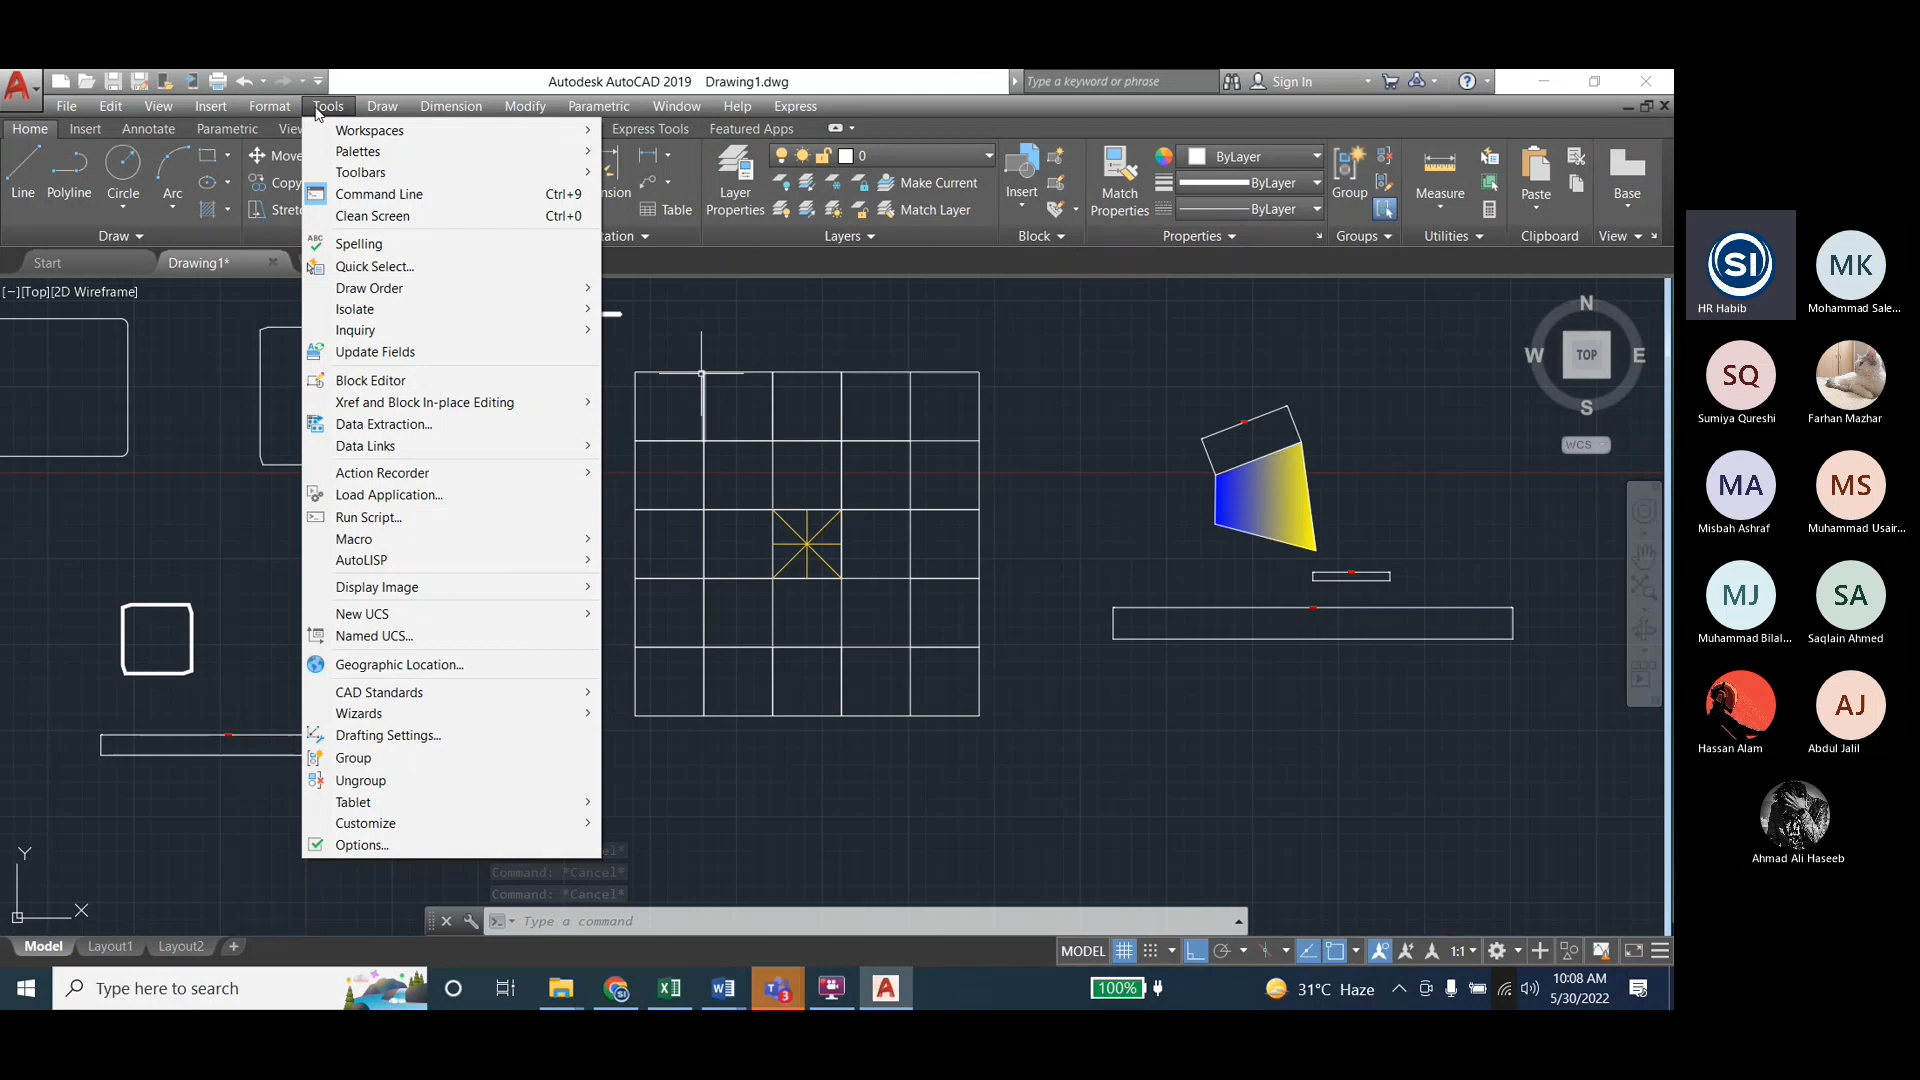 Autodesk AutoCAD 2019 Drawing1.dwg
Type a keyword or phrase
Sign In
File Edit View Insert Format Tools Draw Dimension Modify Parametric Window Help Express
Home Insert Annotate Parametric Express Tools Featured Apps
Line Polyline Circle Arc
Move
Copy
Draw
Table
Layer
Properties
0
Make Current
Match Layer
Layers
Insert
Block
Match
Properties
ByLayer
ByLayer
ByLayer
Properties
Group
Groups
Measure
Utilities
Paste
Clipboard
Base
View
Start
Drawing1*
[−][Top][2D Wireframe]
Workspaces
Palettes
Toolbars
Command Line Ctrl+9
Clean Screen Ctrl+0
ABC
Spelling
Quick Select...
Draw Order
Isolate
Inquiry
Update Fields
Block Editor
Xref and Block In-place Editing
Data Extraction...
Data Links
Action Recorder
Load Application...
Run Script...
Macro
AutoLISP
Display Image
New UCS
Named UCS...
Geographic Location...
CAD Standards
Wizards
Drafting Settings...
Group
Ungroup
Tablet
Customize
Options...
N
W TOP E
S
WCS
Y
X
Command: *Cancel*
Command: *Cancel*
Type a command
Model Layout1 Layout2 +
MODEL 1:1
Type here to search
3
100%
31°C Haze
10:08 AM
5/30/2022
SI
HR Habib
MK
Mohammad Sale...
SQ
Sumiya Qureshi
Farhan Mazhar
MA
Misbah Ashraf
MS
Muhammad Usair...
MJ
Muhammad Bilal...
SA
Saqlain Ahmed
Hassan Alam
AJ
Abdul Jalil
Ahmad Ali Haseeb